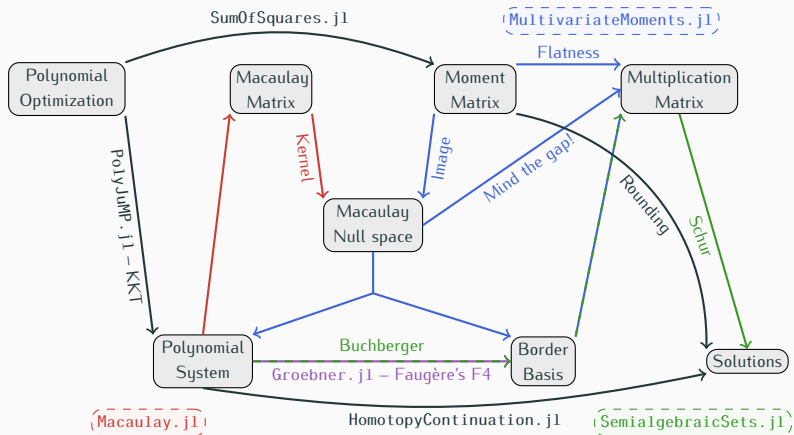 SumOfSquares.jl
MultivariateMoments.jl
Flatness
Polynomial
Optimization
Macaulay
Matrix
Moment
Matrix
Multiplication
Matrix
Kernel
Image
Mind the gap!
PolyJuMP.jl – KKT
Rounding
Schur
Macaulay
Null space
Polynomial
System
Buchberger
Groebner.jl – Faugère's F4
Border
Basis
Solutions
Macaulay.jl
HomotopyContinuation.jl
SemialgebraicSets.jl